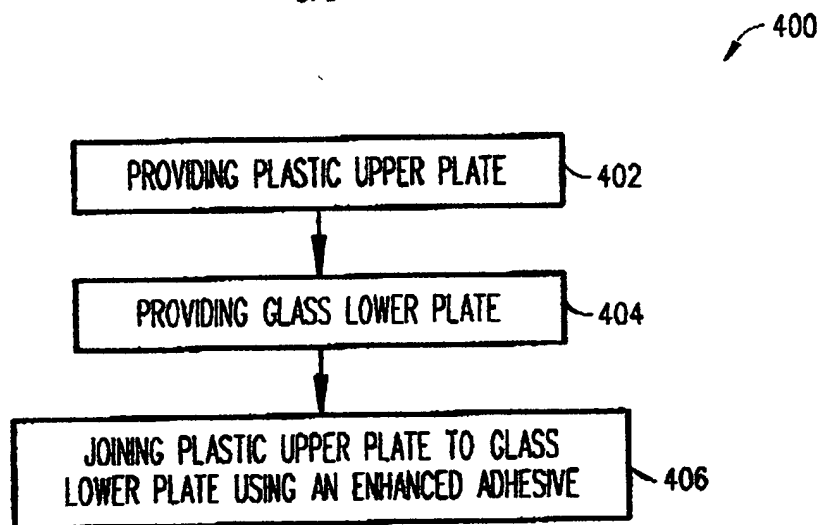 400
PROVIDING PLASTIC UPPER PLATE
402
PROVIDING GLASS LOWER PLATE
404
JOINING PLASTIC UPPER PLATE TO GLASS
LOWER PLATE USING AN ENHANCED ADHESIVE
406